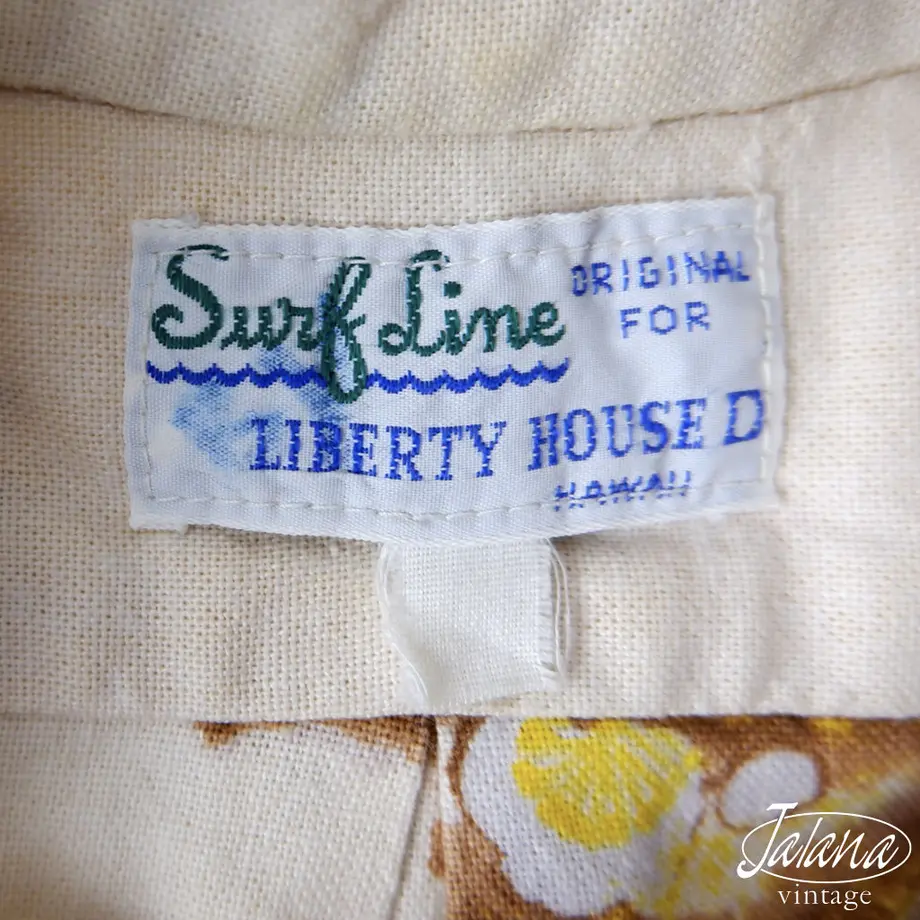 Surf Line
ORIGINAL
FOR
LIBERTY HOUSE D
HAWAII
Jalana
vintage